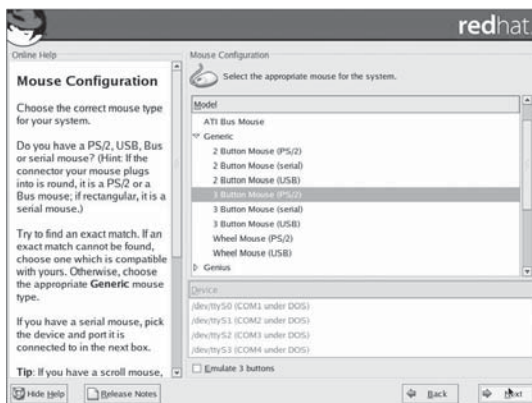 redhat.
Online Help
Mouse Configuration
Choose the correct mouse type
for your system.
Do you have a PS/2, USB, Bus
or serial mouse? (Hint: If the
connector your mouse plugs
into is round, it is a PS/2 or a
Bus mouse; if rectangular, it is a
serial mouse.)
Try to find an exact match. If an
exact match cannot be found,
choose one which is compatible
with yours. Otherwise, choose
the appropriate Generic mouse
type.
If you have a serial mouse, pick
the device and port it is
connected to in the next box.
Tip: If you have a scroll mouse,
Mouse Configuration
Select the appropriate mouse for the system.
Model
ATI Bus Mouse
Generic
2 Button Mouse (PS/2)
2 Button Mouse (serial)
2 Button Mouse (USB)
3 Button Mouse (PS/2)
3 Button Mouse (serial)
3 Button Mouse (USB)
Wheel Mouse (PS/2)
Wheel Mouse (USB)
Genius
Device
/dev/ttyS0 (COM1 under DOS)
/dev/ttyS1 (COM2 under DOS)
/dev/ttyS2 (COM3 under DOS)
/dev/ttyS3 (COM4 under DOS)
Emulate 3 buttons
Hide Help
Release Notes
Back
Next